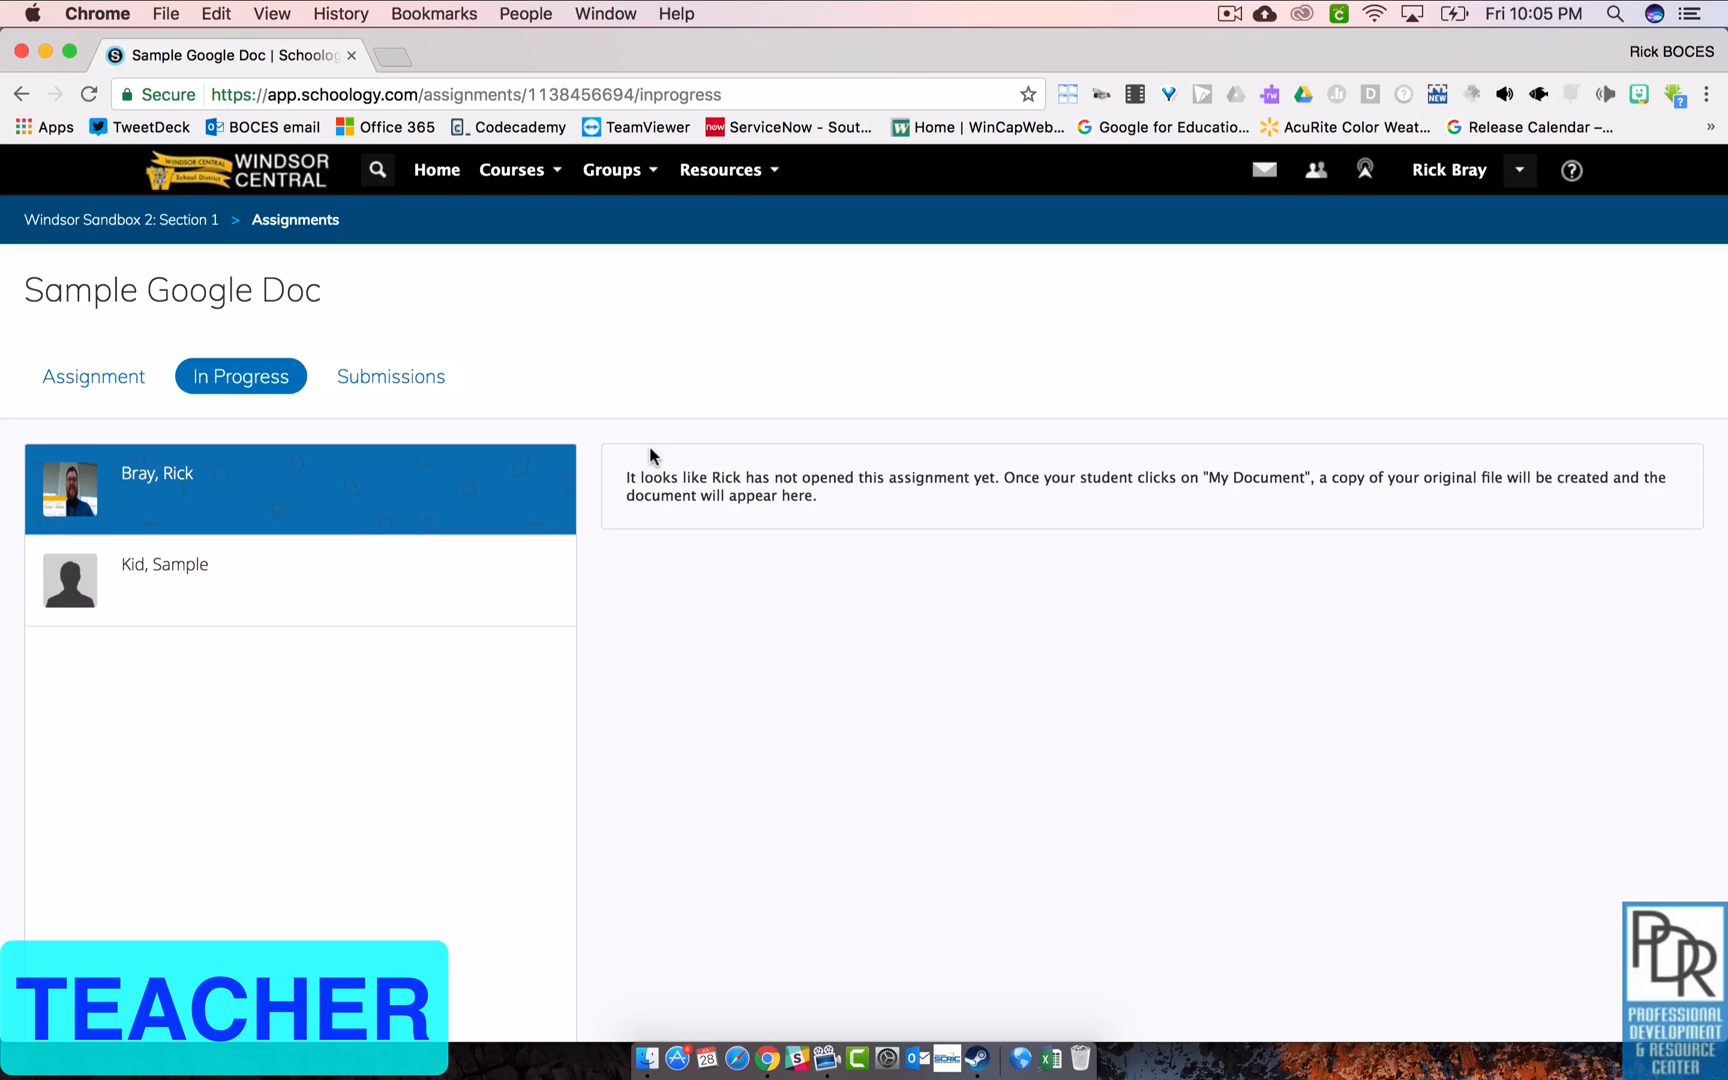 Chrome File Edit View History Bookmarks People Window Help Fri 10:05 PM
Sample Google Doc | Schoolog Rick BOCES
Secure https://app.schoology.com/assignments/1138456694/inprogress
Apps TweetDeck BOCES email Office 365 Codecademy TeamViewer ServiceNow - Sout... Home | WinCapWeb... Google for Educatio... AcuRite Color Weat... Release Calendar –... »
WINDSOR CENTRAL School District WINDSOR CENTRAL Home Courses Groups Resources Rick Bray
Windsor Sandbox 2: Section 1 > Assignments
Sample Google Doc
Assignment In Progress Submissions
Bray, Rick
Kid, Sample
It looks like Rick has not opened this assignment yet. Once your student clicks on "My Document", a copy of your original file will be created and the
document will appear here.
TEACHER
PDR
PROFESSIONAL
DEVELOPMENT
& RESOURCE
CENTER